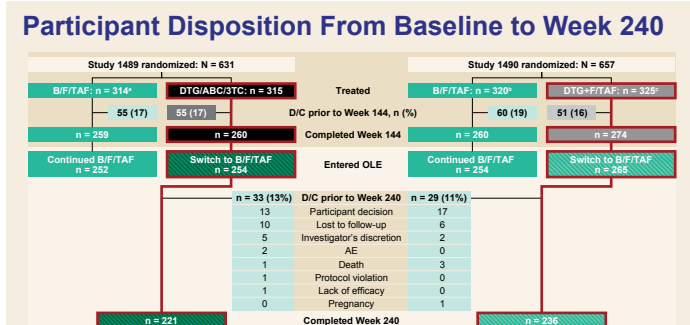 Participant Disposition From Baseline to Week 240
Study 1489 randomized: N = 631
Study 1490 randomized: N = 657
B/F/TAF: n = 314ᵃ
DTG/ABC/3TC: n = 315
Treated
B/F/TAF: n = 320ᵇ
DTG+F/TAF: n = 325ᶜ
55 (17)
55 (17)
D/C prior to Week 144, n (%)
60 (19)
51 (16)
n = 259
n = 260
Completed Week 144
n = 260
n = 274
Continued B/F/TAF
n = 252
Switch to B/F/TAF
n = 254
Entered OLE
Continued B/F/TAF
n = 254
Switch to B/F/TAF
n = 265
n = 33 (13%) D/C prior to Week 240 n = 29 (11%)
13 Participant decision 17
10 Lost to follow-up 6
5 Investigator's discretion 2
2 AE 0
1 Death 3
1 Protocol violation 0
1 Lack of efficacy 0
0 Pregnancy 1
n = 221
Completed Week 240
n = 236